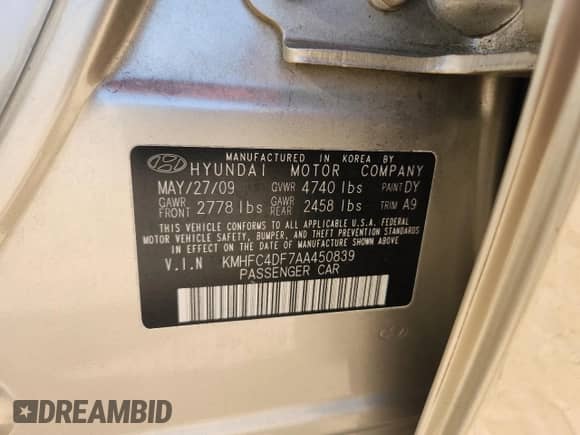 MANUFACTURED IN KOREA BY
HYUNDAI MOTOR COMPANY
MAY/27/09 GVWR 4740 lbs PAINT DY
GAWR FRONT 2778 lbs GAWR REAR 2458 lbs TRIM A9
THIS VEHICLE CONFORMS TO ALL APPLICABLE U.S.A. FEDERAL
MOTOR VEHICLE SAFETY, BUMPER, AND THEFT PREVENTION STANDARDS
IN EFFECT ON THE DATE OF MANUFACTURE SHOWN ABOVE.
V.I.N KMHFC4DF7AA450839
PASSENGER CAR
DREAMBID